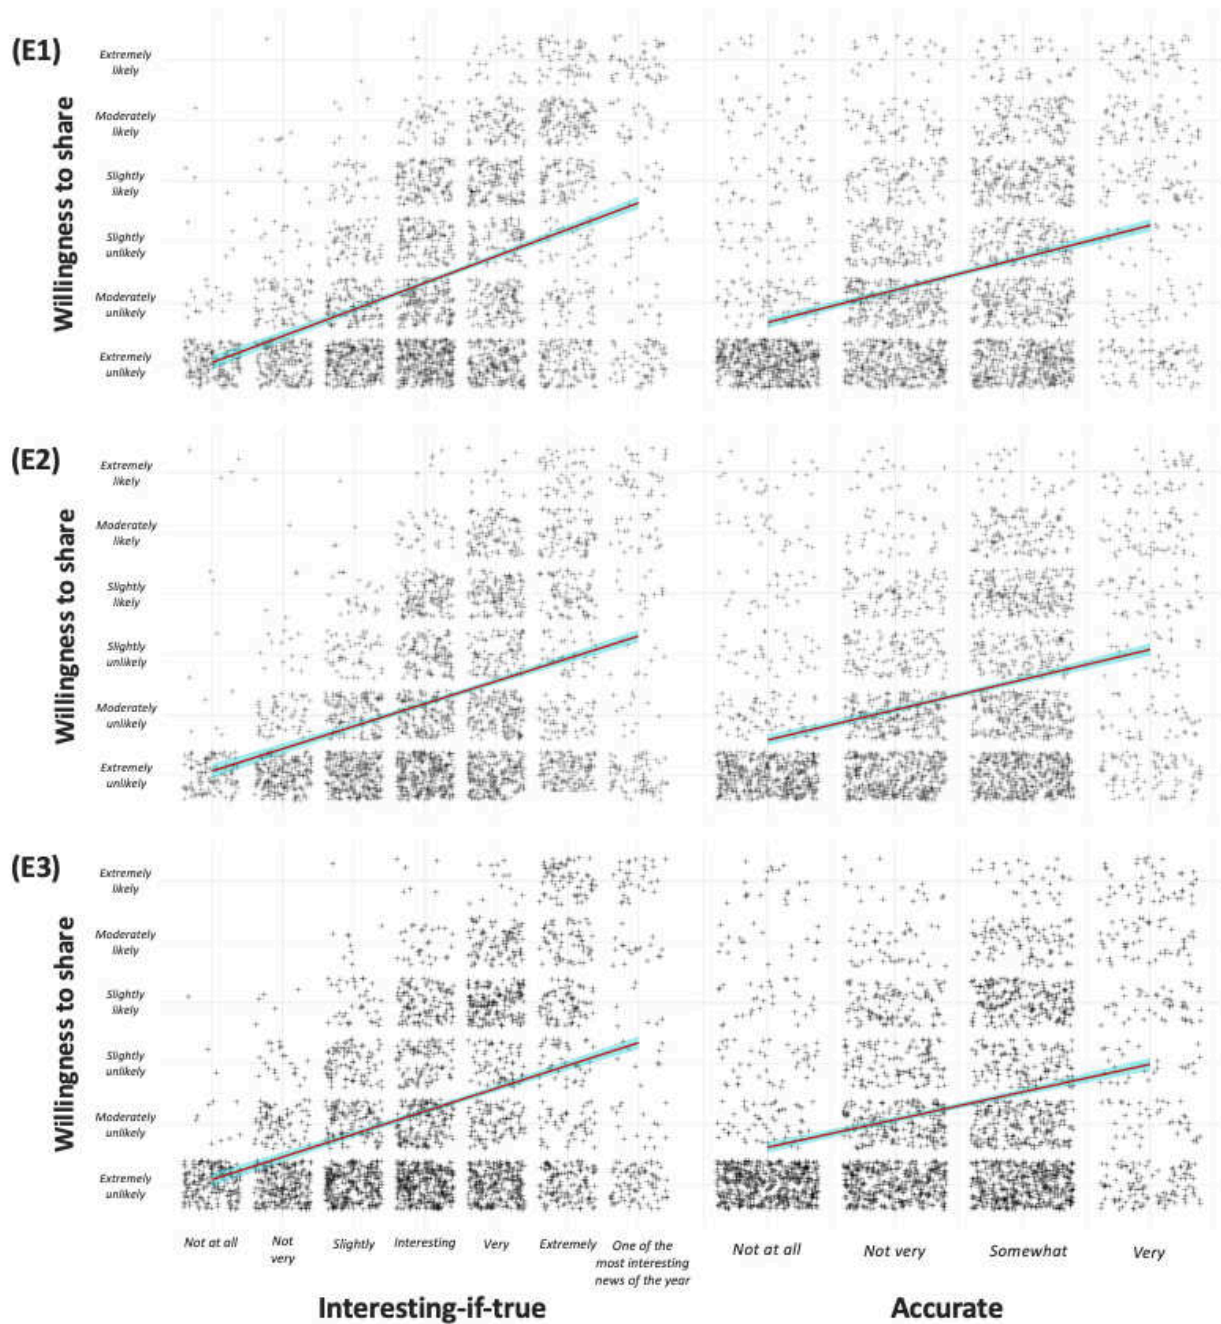 (E1)
Willingness to share
Extremely
likely
Moderately
likely
Slightly
likely
Slightly
unlikely
Moderately
unlikely
Extremely
unlikely
(E2)
Willingness to share
Extremely
likely
Moderately
likely
Slightly
likely
Slightly
unlikely
Moderately
unlikely
Extremely
unlikely
(E3)
Willingness to share
Extremely
likely
Moderately
likely
Slightly
likely
Slightly
unlikely
Moderately
unlikely
Extremely
unlikely
Not at all
Not
very
Slightly
Interesting
Very
Extremely
One of the
most interesting
news of the year
Not at all
Not very
Somewhat
Very
Interesting-if-true
Accurate